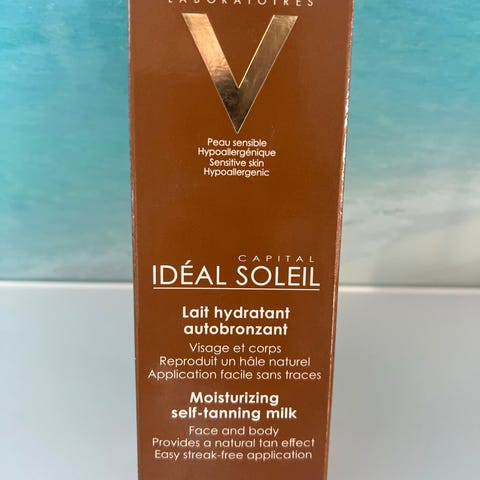 LABORATOIRES
V
Peau sensible
Hypoallergénique
Sensitive skin
Hypoallergenic
CAPITAL
IDÉAL SOLEIL
Lait hydratant
autobronzant
Visage et corps
Reproduit un hâle naturel
Application facile sans traces
Moisturizing
self-tanning milk
Face and body
Provides a natural tan effect
Easy streak-free application